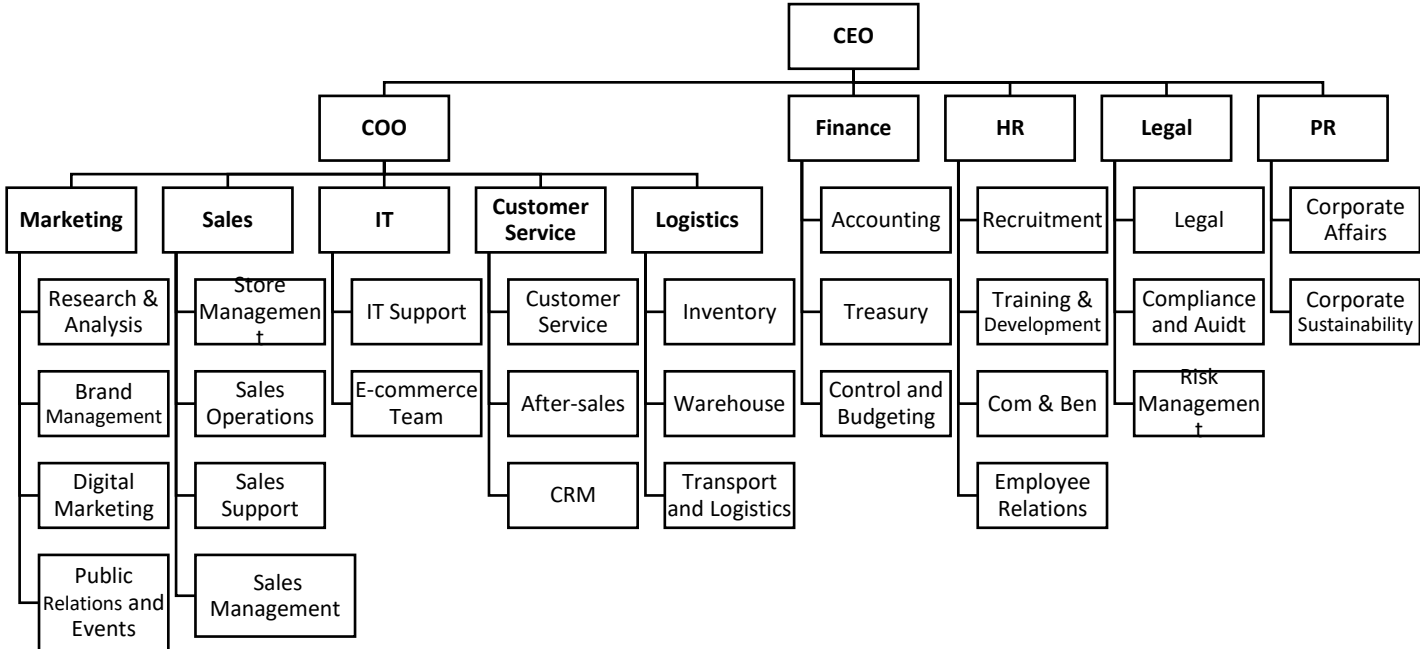 CEO
COO
Finance
HR
Legal
PR
Marketing
Sales
IT
Customer
Service
Logistics
Accounting
Recruitment
Legal
Corporate
Affairs
Research &
Analysis
Store
Managemen
t
IT Support
Customer
Service
Inventory
Treasury
Training &
Development
Compliance
and Auidt
Corporate
Sustainability
Brand
Management
Sales
Operations
E-commerce
Team
After-sales
Warehouse
Control and
Budgeting
Com & Ben
Risk
Managemen
t
Digital
Marketing
Sales
Support
CRM
Transport
and Logistics
Employee
Relations
Public
Relations and
Events
Sales
Management